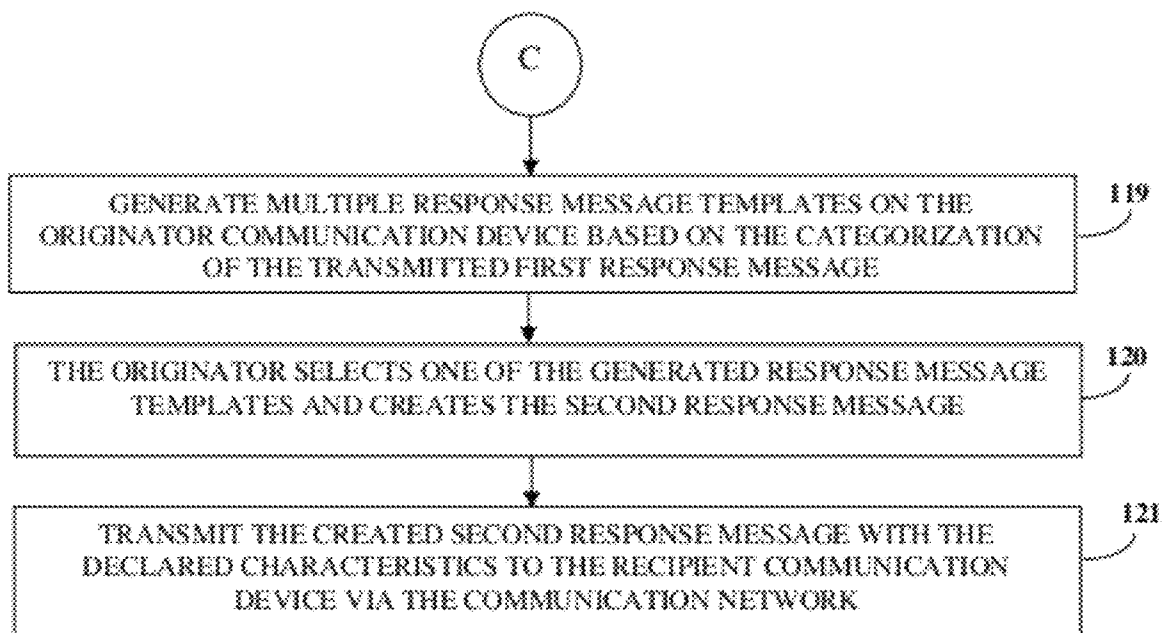 C
GENERATE MULTIPLE RESPONSE MESSAGE TEMPLATES ON THE
ORIGINATOR COMMUNICATION DEVICE BASED ON THE CATEGORIZATION
OF THE TRANSMITTED FIRST RESPONSE MESSAGE
119
THE ORIGINATOR SELECTS ONE OF THE GENERATED RESPONSE MESSAGE
TEMPLATES AND CREATES THE SECOND RESPONSE MESSAGE
120
TRANSMIT THE CREATED SECOND RESPONSE MESSAGE WITH THE
DECLARED CHARACTERISTICS TO THE RECIPIENT COMMUNICATION
DEVICE VIA THE COMMUNICATION NETWORK
121